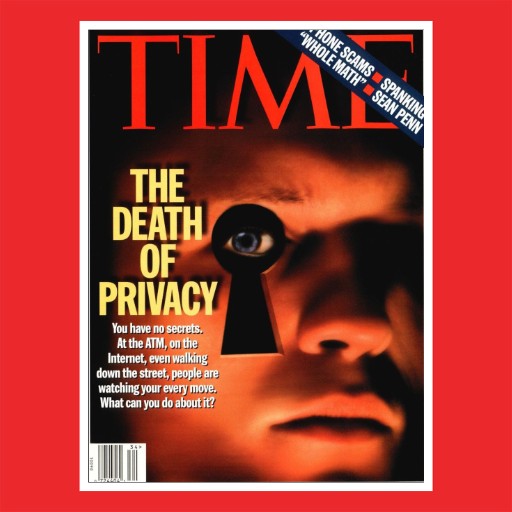 TIME
PHONE SCAMS ■ SPANKING
"WHOLE MATH" ■ SEAN PENN
THE
DEATH
OF
PRIVACY
You have no secrets.
At the ATM, on the
Internet, even walking
down the street, people are
watching your every move.
What can you do about it?
34>